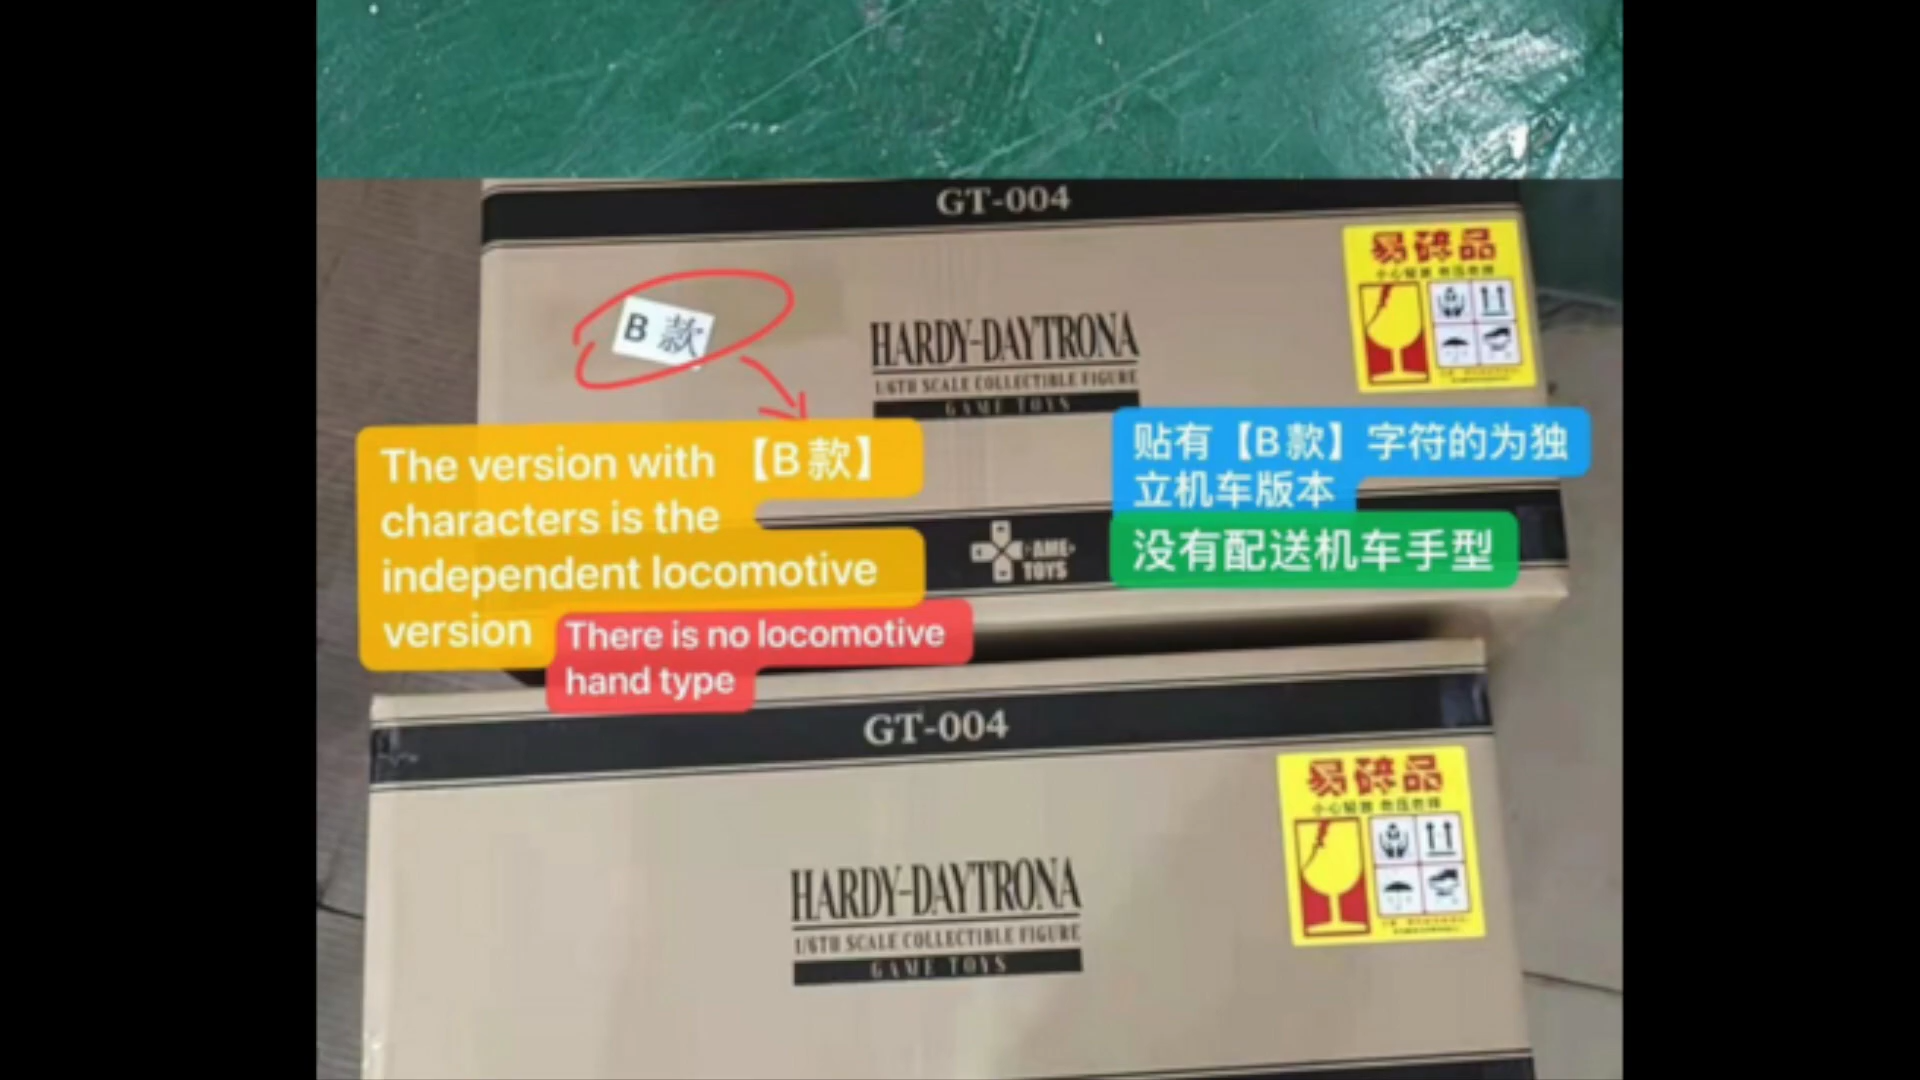 GT-004
易碎品
B 款
HARDY-DAYTRONA
1/6TH SCALE COLLECTIBLE FIGURE
GAME TOYS
The version with 【B款】
characters is the
independent locomotive
version
There is no locomotive
hand type
贴有【B款】字符的为独
立机车版本
没有配送机车手型
AME
TOYS
GT-004
易碎品
HARDY-DAYTRONA
1/6TH SCALE COLLECTIBLE FIGURE
GAME TOYS